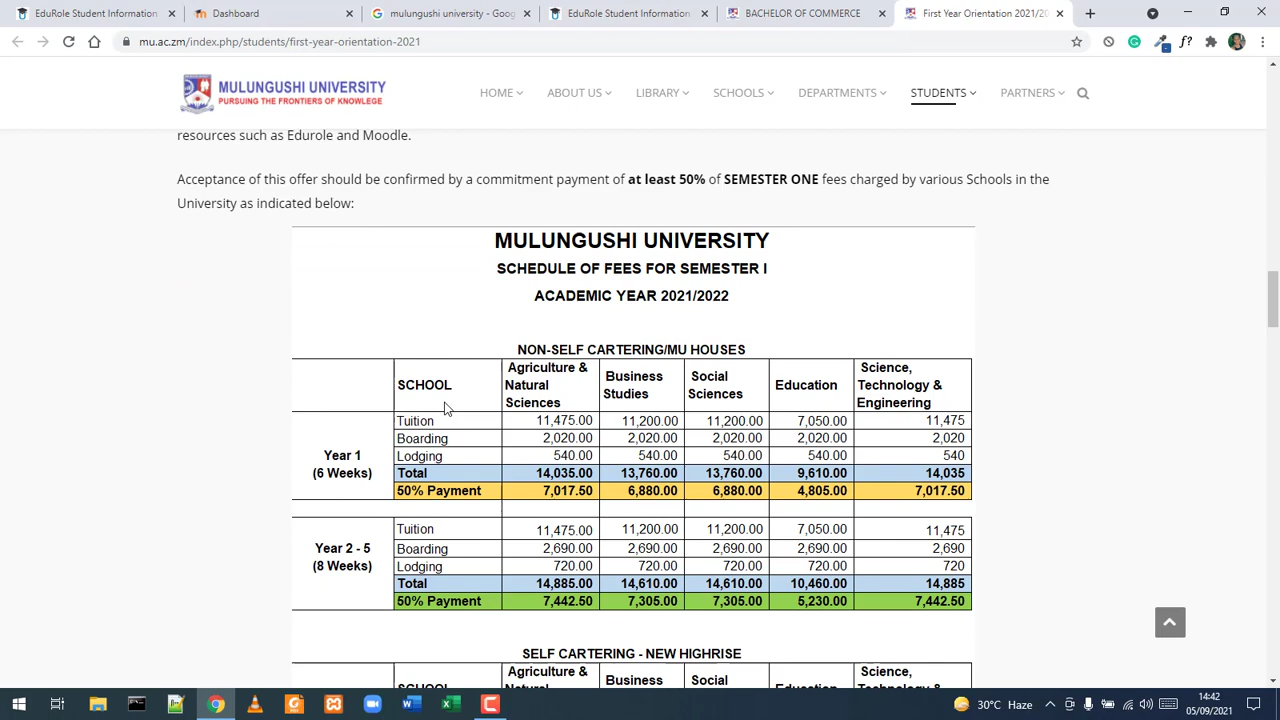 EduRole Student Information
Dashboard
mulungushi university - Goog
EduRole Student Information
BACHELOR OF COMMERCE
First Year Orientation 2021/20
mu.ac.zm/index.php/students/first-year-orientation-2021
MULUNGUSHI UNIVERSITY
PURSUING THE FRONTIERS OF KNOWLEGE
HOME ABOUT US LIBRARY SCHOOLS DEPARTMENTS STUDENTS PARTNERS
resources such as Edurole and Moodle.
Acceptance of this offer should be confirmed by a commitment payment of at least 50% of SEMESTER ONE fees charged by various Schools in the
University as indicated below:
MULUNGUSHI UNIVERSITY
SCHEDULE OF FEES FOR SEMESTER I
ACADEMIC YEAR 2021/2022
NON-SELF CARTERING/MU HOUSES
SCHOOL
Agriculture &
Natural
Sciences
Business
Studies
Social
Sciences
Education
Science,
Technology &
Engineering
Year 1
(6 Weeks)
Tuition 11,475.00 11,200.00 11,200.00 7,050.00 11,475
Boarding 2,020.00 2,020.00 2,020.00 2,020.00 2,020
Lodging 540.00 540.00 540.00 540.00 540
Total 14,035.00 13,760.00 13,760.00 9,610.00 14,035
50% Payment 7,017.50 6,880.00 6,880.00 4,805.00 7,017.50
Year 2 - 5
(8 Weeks)
Tuition 11,475.00 11,200.00 11,200.00 7,050.00 11,475
Boarding 2,690.00 2,690.00 2,690.00 2,690.00 2,690
Lodging 720.00 720.00 720.00 720.00 720
Total 14,885.00 14,610.00 14,610.00 10,460.00 14,885
50% Payment 7,442.50 7,305.00 7,305.00 5,230.00 7,442.50
SELF CARTERING - NEW HIGHRISE
SCHOOL
Agriculture &
Natural
Business
Social
Education
Science,
Technology &
30°C Haze
14:42
05/09/2021